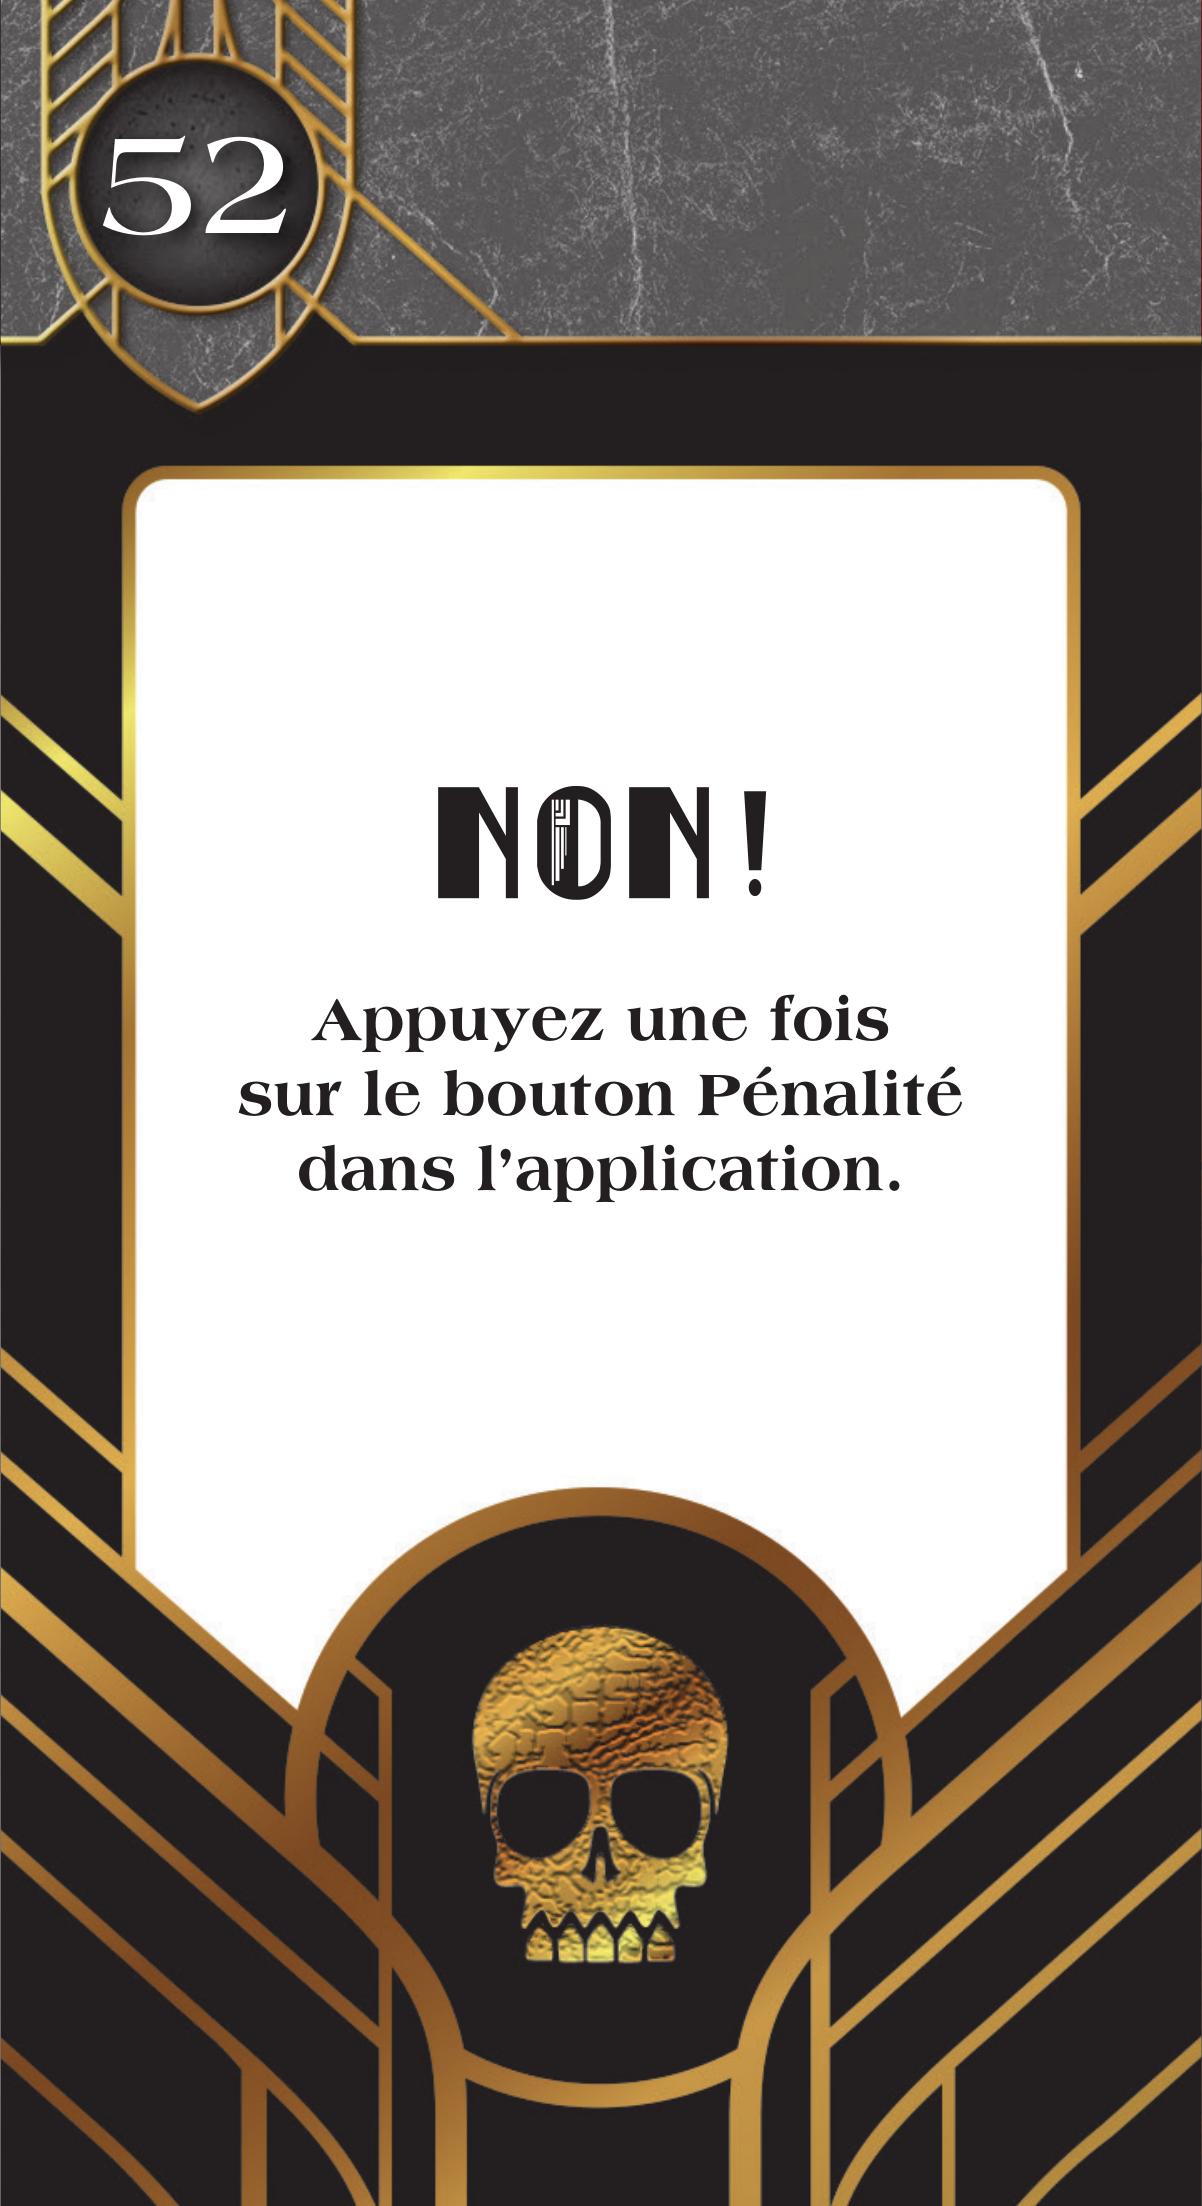 52
NON !
Appuyez une fois
sur le bouton Pénalité
dans l’application.